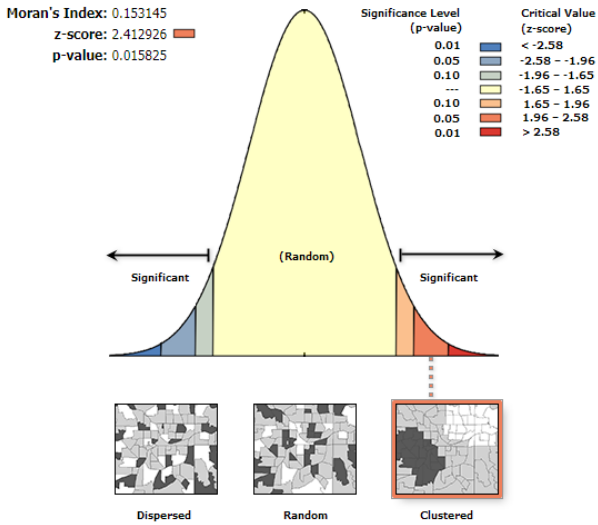 Moran's Index: 0.153145
z-score: 2.412926
p-value: 0.015825
Significance Level
(p-value)
Critical Value
(z-score)
0.01 < -2.58
0.05 -2.58 – -1.96
0.10 -1.96 – -1.65
--- -1.65 – 1.65
0.10 1.65 – 1.96
0.05 1.96 – 2.58
0.01 > 2.58
Significant
(Random)
Significant
Dispersed
Random
Clustered